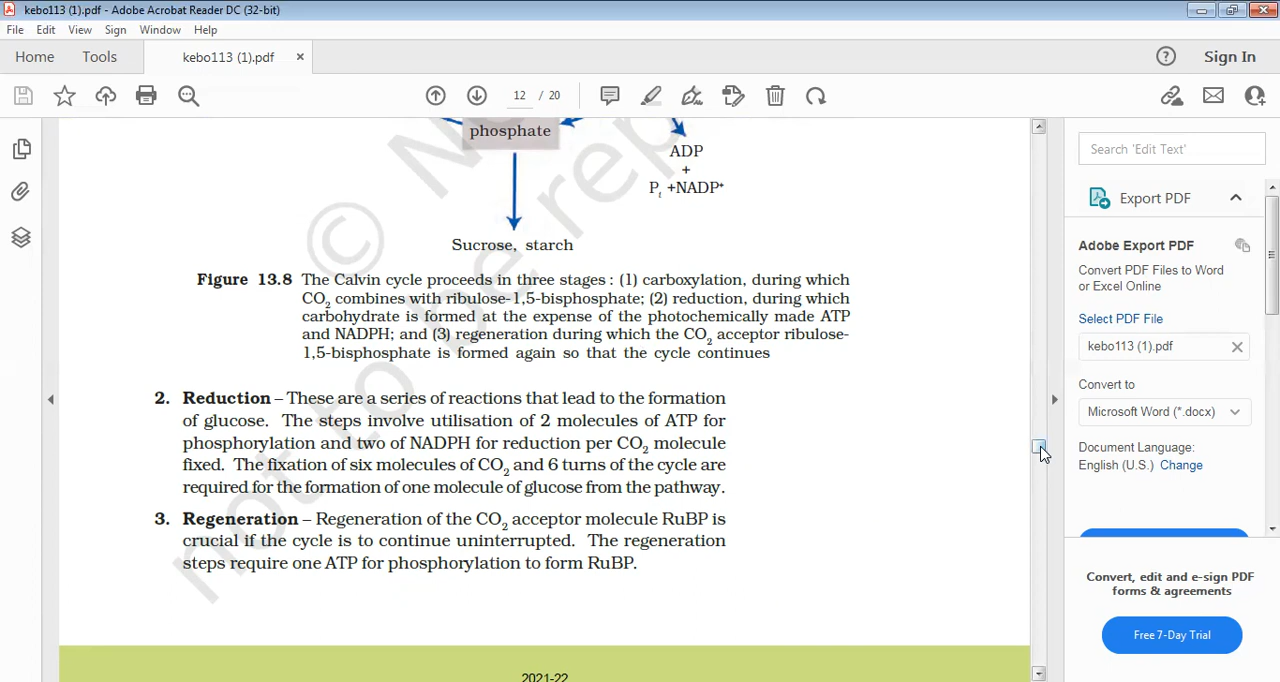 kebo113 (1).pdf - Adobe Acrobat Reader DC (32-bit)
File Edit View Sign Window Help
Home Tools kebo113 (1).pdf × Sign In
12 / 20
phosphate
ADP
+
Pi +NADP+
Sucrose, starch
Figure 13.8 The Calvin cycle proceeds in three stages : (1) carboxylation, during which
CO2 combines with ribulose-1,5-bisphosphate; (2) reduction, during which
carbohydrate is formed at the expense of the photochemically made ATP
and NADPH; and (3) regeneration during which the CO2 acceptor ribulose-
1,5-bisphosphate is formed again so that the cycle continues
2. Reduction – These are a series of reactions that lead to the formation
of glucose. The steps involve utilisation of 2 molecules of ATP for
phosphorylation and two of NADPH for reduction per CO2 molecule
fixed. The fixation of six molecules of CO2 and 6 turns of the cycle are
required for the formation of one molecule of glucose from the pathway.
3. Regeneration – Regeneration of the CO2 acceptor molecule RuBP is
crucial if the cycle is to continue uninterrupted. The regeneration
steps require one ATP for phosphorylation to form RuBP.
2021-22
© N
not to be rep
Search 'Edit Text'
Export PDF
Adobe Export PDF
Convert PDF Files to Word
or Excel Online
Select PDF File
kebo113 (1).pdf
Convert to
Microsoft Word (*.docx)
Document Language:
English (U.S.) Change
Convert, edit and e-sign PDF
forms & agreements
Free 7-Day Trial